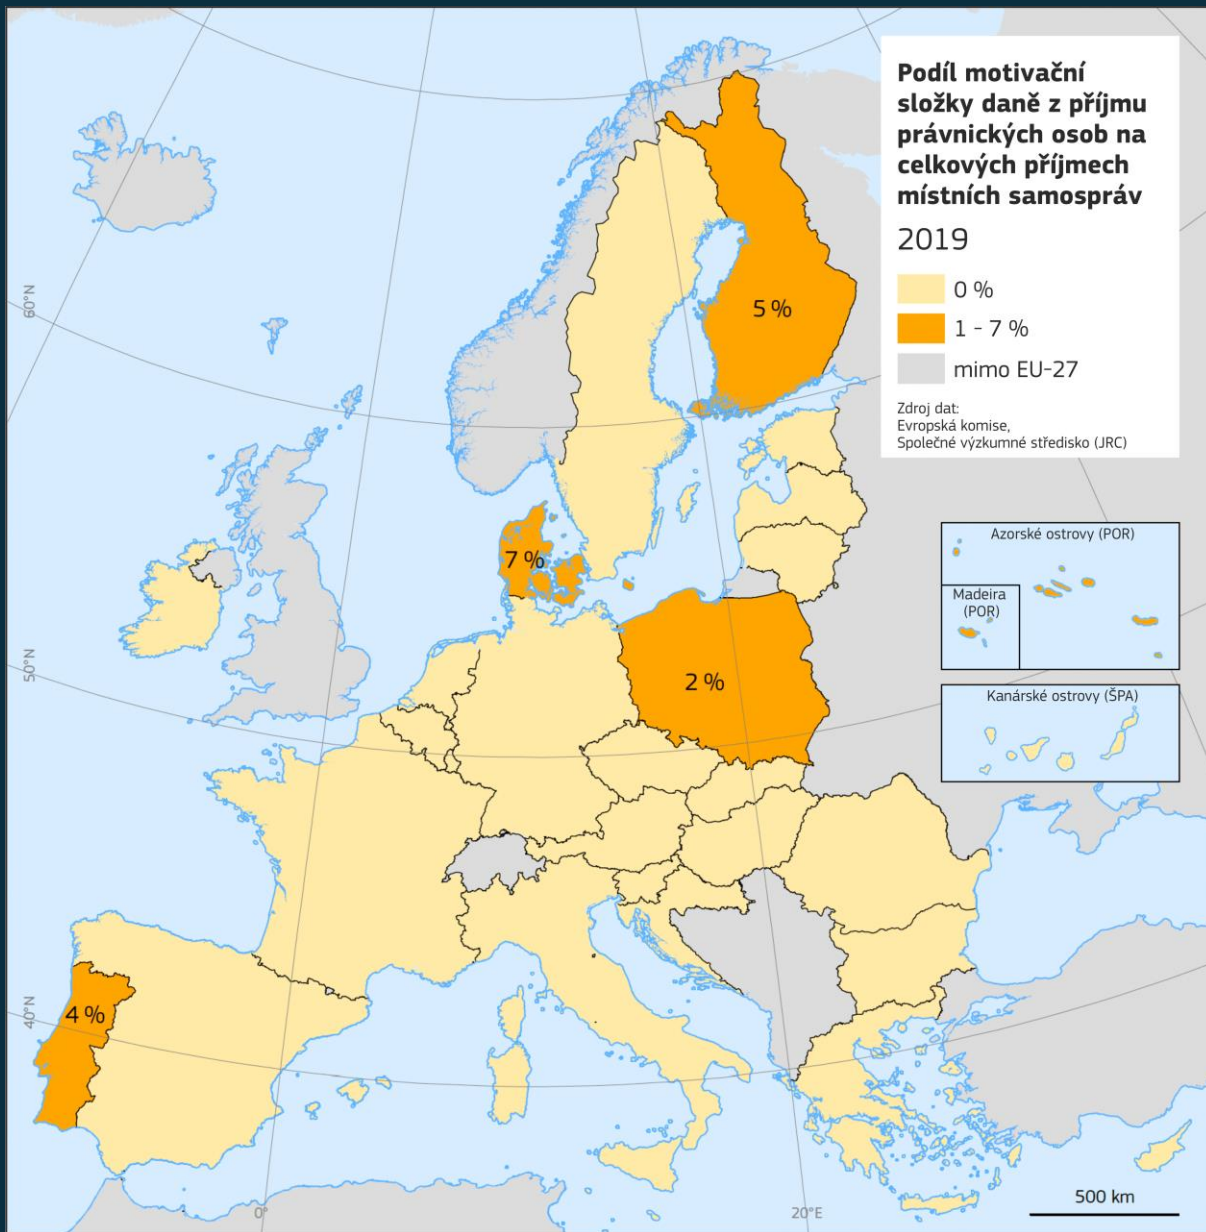 Podíl motivační
složky daně z příjmu
právnických osob na
celkových příjmech
místních samospráv
2019
0 %
1 - 7 %
mimo EU-27
Zdroj dat:
Evropská komise,
Společné výzkumné středisko (JRC)
5 %
7 %
2 %
4 %
Azorské ostrovy (POR)
Madeira
(POR)
Kanárské ostrovy (ŠPA)
60°N
50°N
40°N
0°
20°E
500 km